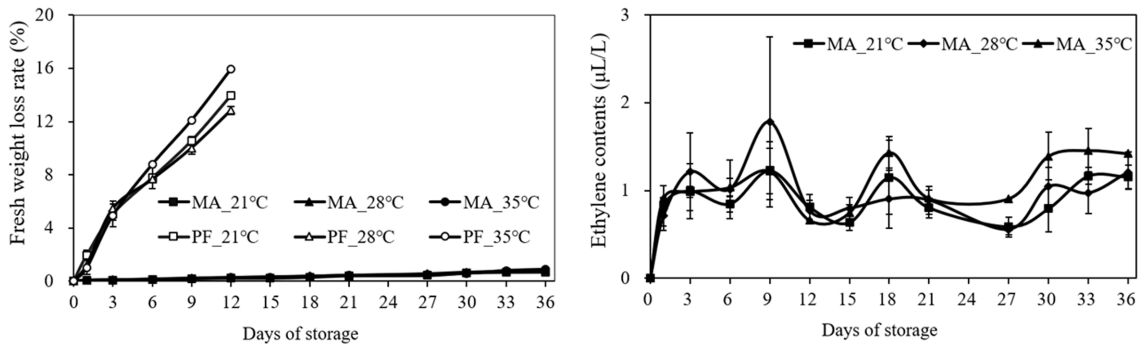 Fresh weight loss rate (%)
20
16
12
8
4
0
MA_21℃ MA_28℃ MA_35℃
PF_21℃ PF_28℃ PF_35℃
0 3 6 9 12 15 18 21 24 27 30 33 36
Days of storage
Ethylene contents (μL/L)
3
2
1
0
MA_21℃ MA_28℃ MA_35℃
0 3 6 9 12 15 18 21 24 27 30 33 36
Days of storage